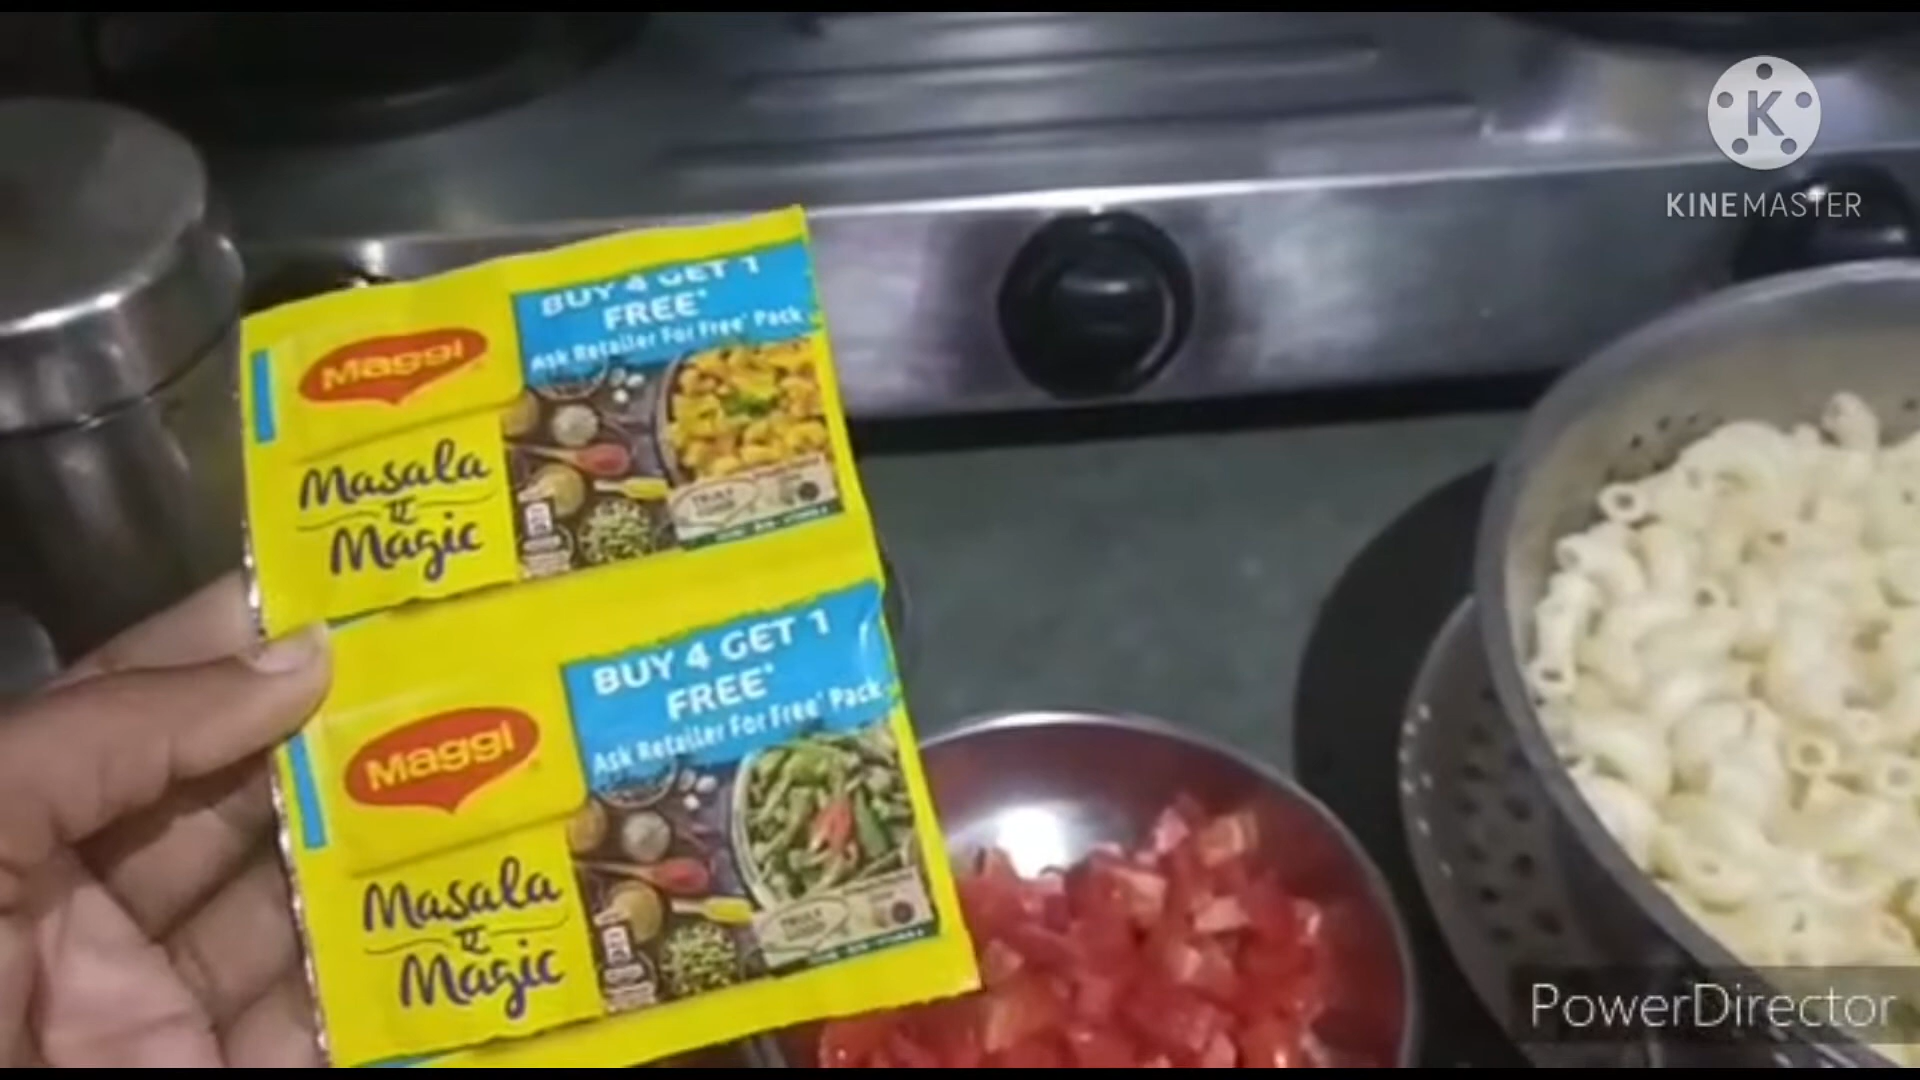 K
KINEMASTER
BUY 4 GET 1
FREE*
Ask Retailer For Free* Pack
Maggi
Masala
ए
Magic
BUY 4 GET 1
FREE*
Ask Retailer For Free* Pack
Maggi
Masala
ए
Magic
PowerDirector